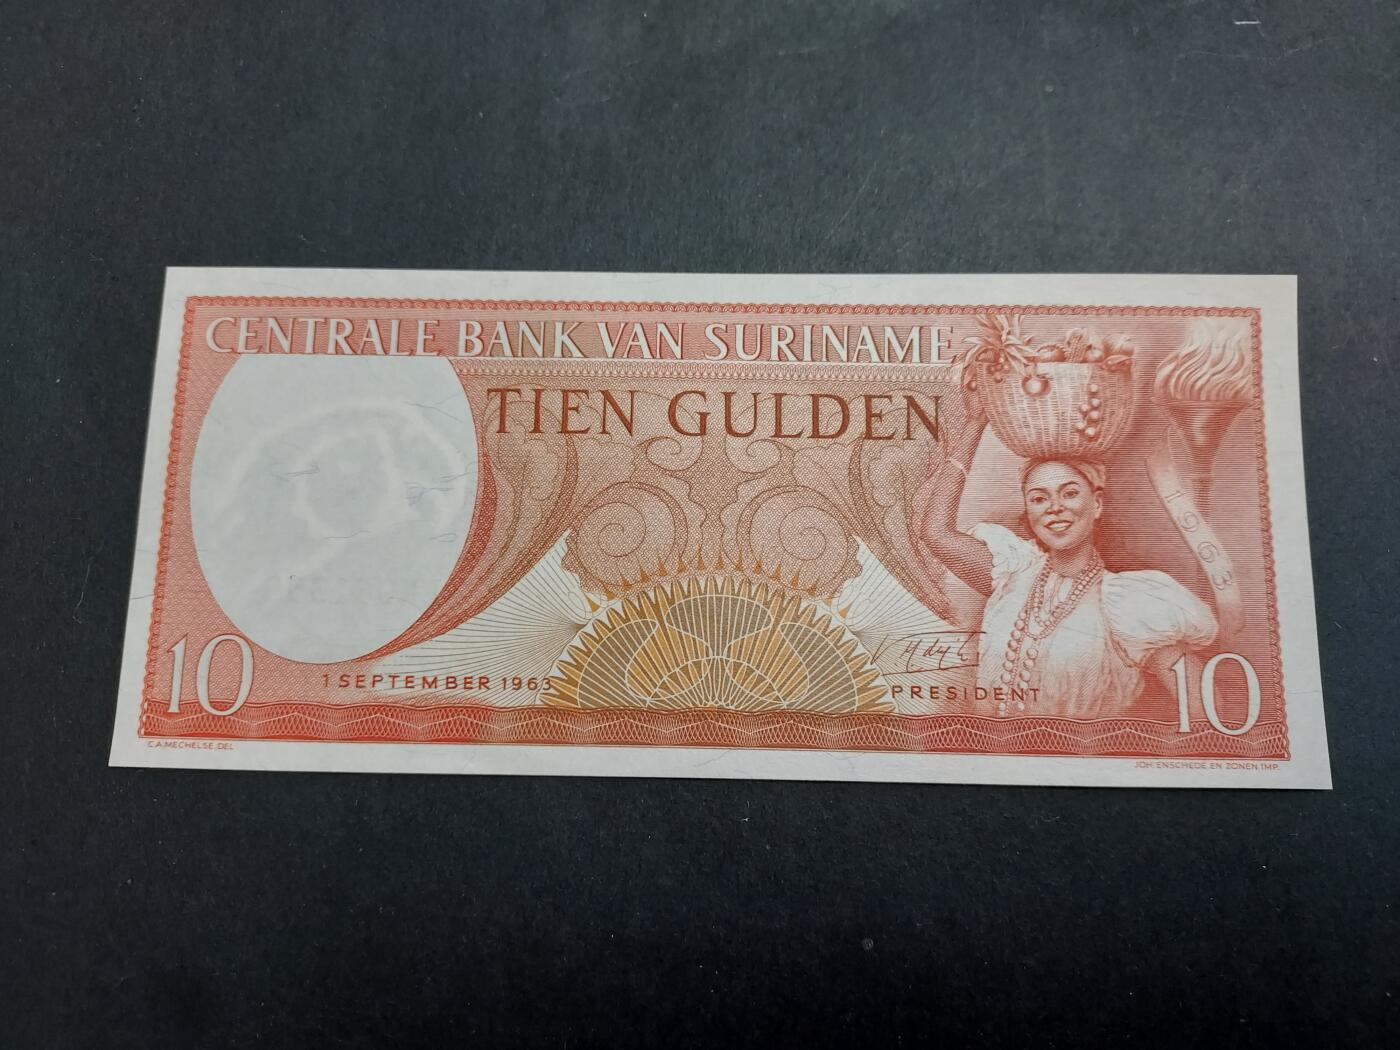 CENTRALE BANK VAN SURINAME
TIEN GULDEN
1963
10
1 SEPTEMBER 1963
PRESIDENT
10
C.A.MECHELSE.DEL
JOH. ENSCHEDE EN ZONEN IMP.